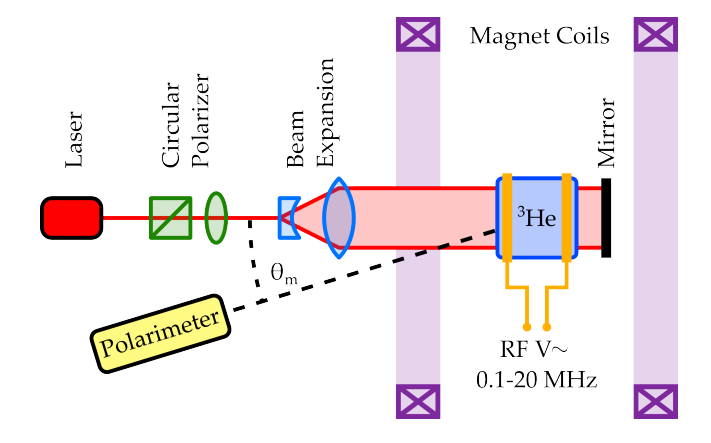 Magnet Coils
Laser
Circular
Polarizer
Beam
Expansion
Mirror
³He
θₘ
Polarimeter
RF V~
0.1-20 MHz